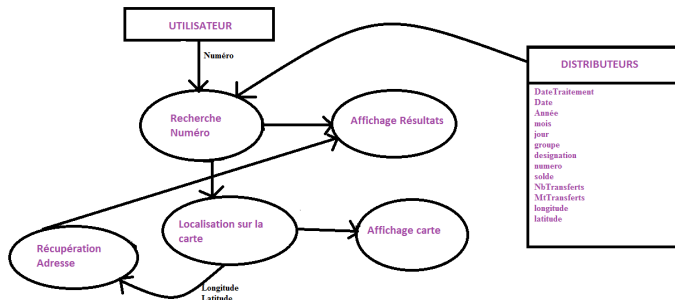 UTILISATEUR
Numéro
DISTRIBUTEURS
DateTraitement
Date
Année
mois
jour
groupe
designation
numero
solde
NbTransferts
MtTransferts
longitude
latitude
Recherche
Numéro
Affichage Résultats
Localisation sur la
carte
Affichage carte
Récupération
Adresse
Longitude
Latitude